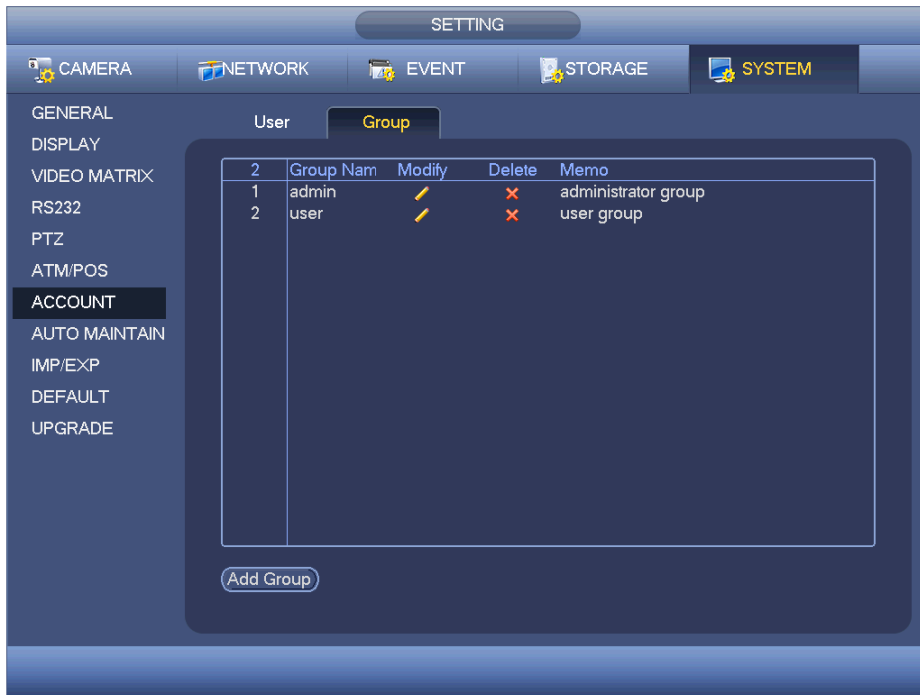 SETTING
CAMERA NETWORK EVENT STORAGE SYSTEM
GENERAL
DISPLAY
VIDEO MATRIX
RS232
PTZ
ATM/POS
ACCOUNT
AUTO MAINTAIN
IMP/EXP
DEFAULT
UPGRADE
User Group
2 Group Nam Modify Delete Memo
1 admin administrator group
2 user user group
Add Group